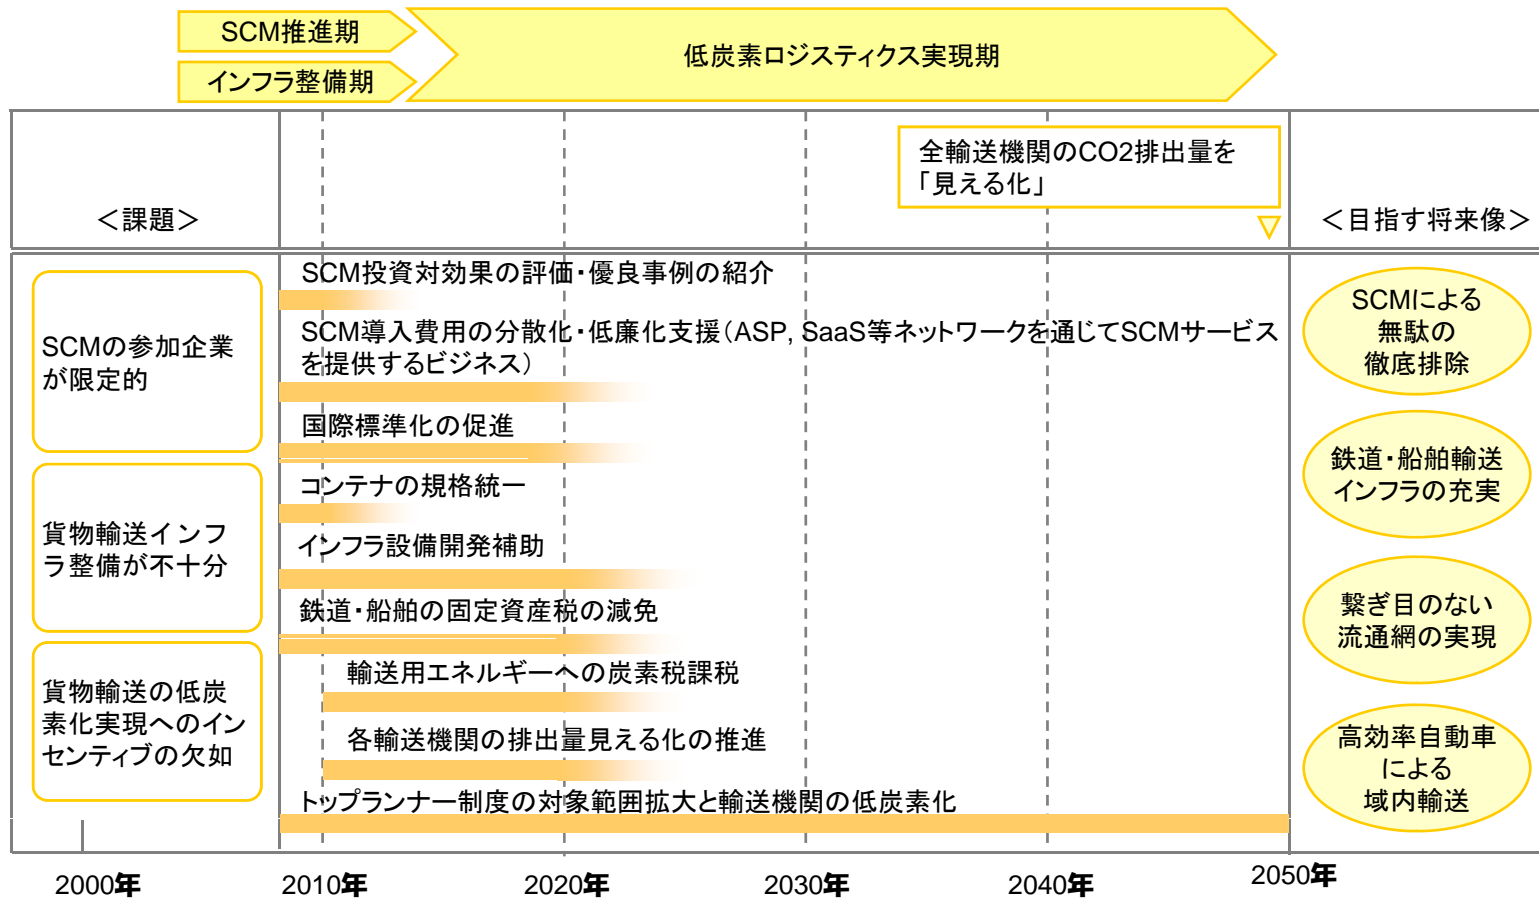 SCM推進期
インフラ整備期
低炭素ロジスティクス実現期
全輸送機関のCO2排出量を
「見える化」
＜課題＞
＜目指す将来像＞
SCMの参加企業
が限定的
貨物輸送インフ
ラ整備が不十分
貨物輸送の低炭
素化実現へのイン
センティブの欠如
SCM投資対効果の評価・優良事例の紹介
SCM導入費用の分散化・低廉化支援（ASP, SaaS等ネットワークを通じてSCMサービス
を提供するビジネス）
国際標準化の促進
コンテナの規格統一
インフラ設備開発補助
鉄道・船舶の固定資産税の減免
輸送用エネルギーへの炭素税課税
各輸送機関の排出量見える化の推進
トップランナー制度の対象範囲拡大と輸送機関の低炭素化
SCMによる
無駄の
徹底排除
鉄道・船舶輸送
インフラの充実
繋ぎ目のない
流通網の実現
高効率自動車
による
域内輸送
2000年
2010年
2020年
2030年
2040年
2050年